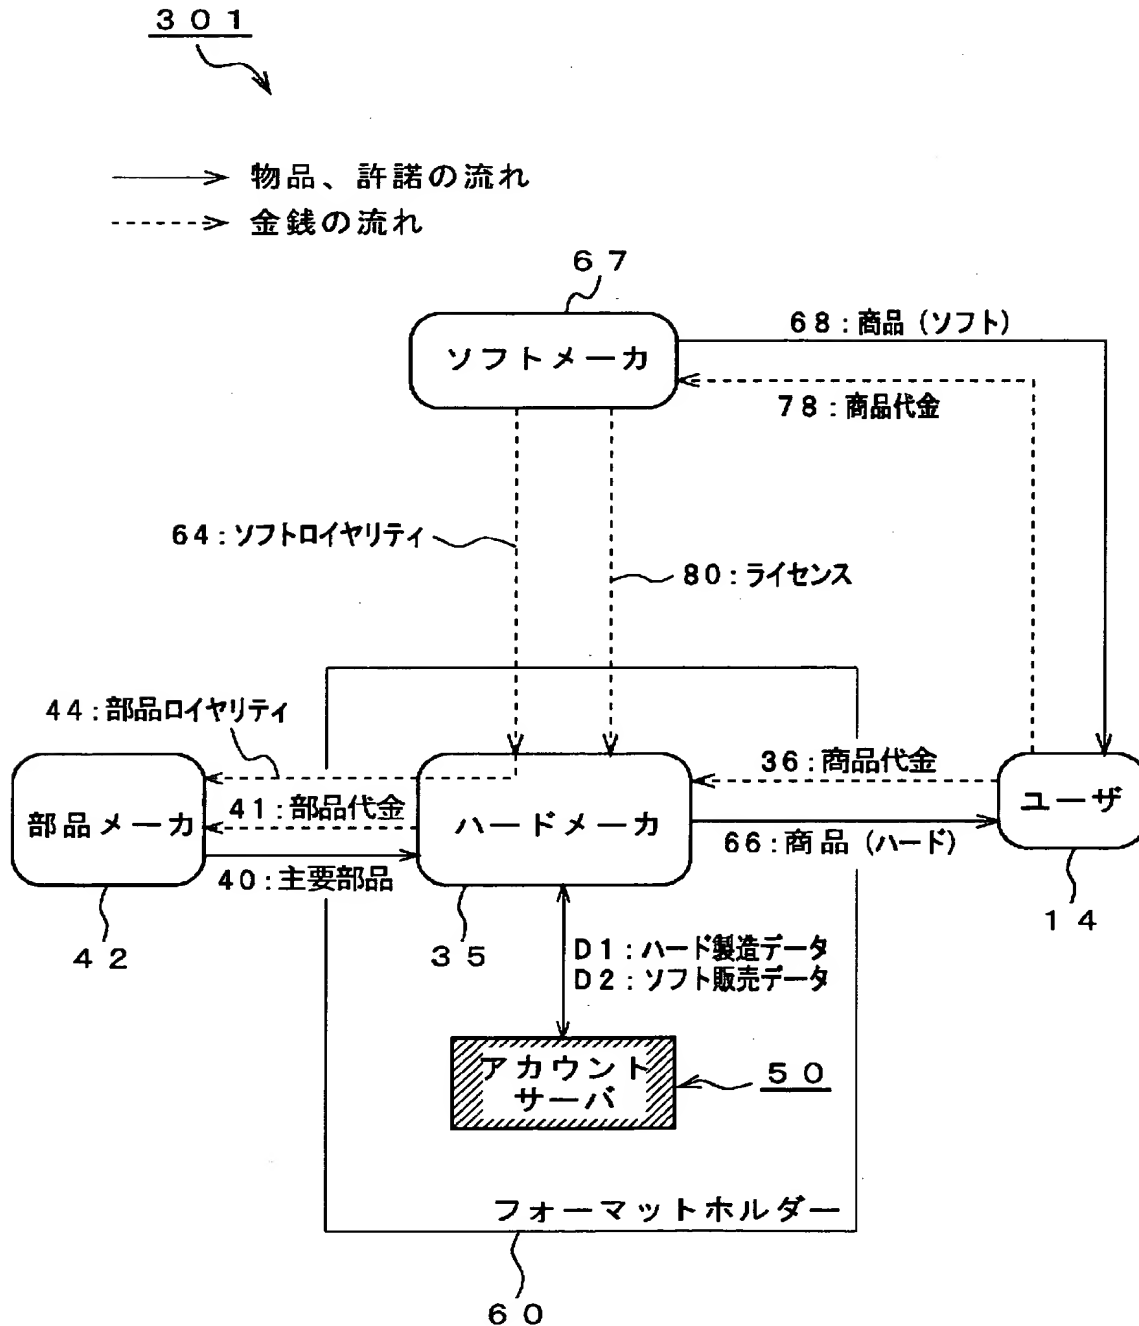 ３０１
物品、許諾の流れ
金銭の流れ
６７
ソフトメーカ
６８：商品（ソフト）
７８：商品代金
６４：ソフトロイヤリティ
８０：ライセンス
４４：部品ロイヤリティ
３６：商品代金
４１：部品代金
部品メーカ
ハードメーカ
ユーザ
６６：商品（ハード）
４０：主要部品
４２
３５
１４
Ｄ１：ハード製造データ
Ｄ２：ソフト販売データ
アカウント
サーバ
５０
フォーマットホルダー
６０